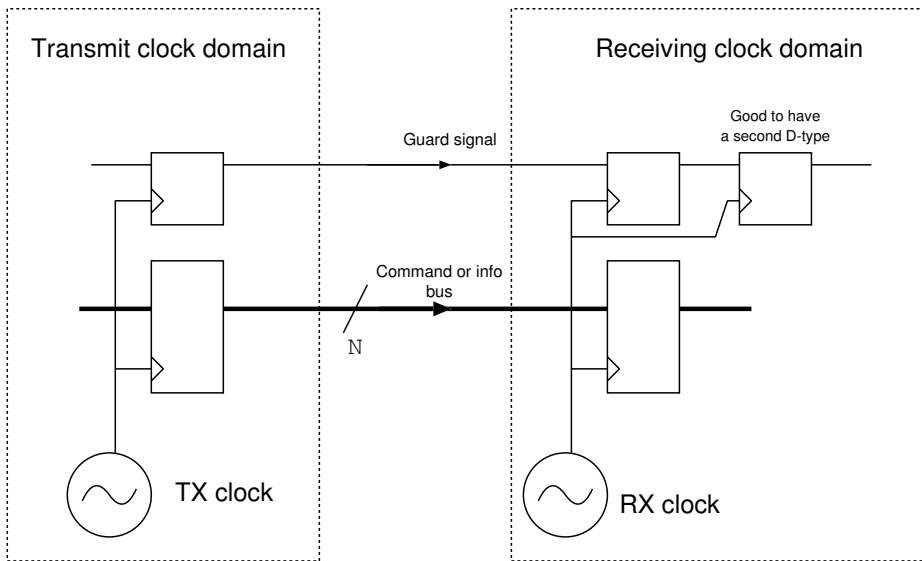 Transmit clock domain
Receiving clock domain
Good to have
a second D-type
Guard signal
Command or info
bus
N
TX clock
RX clock